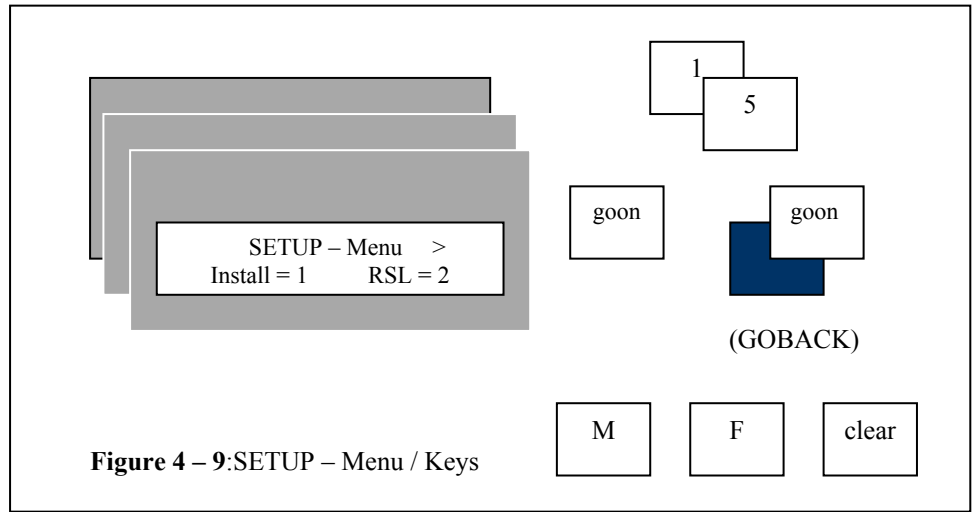 1
5
goon
goon
SETUP – Menu >
Install = 1 RSL = 2
(GOBACK)
M F clear
Figure 4 – 9:SETUP – Menu / Keys